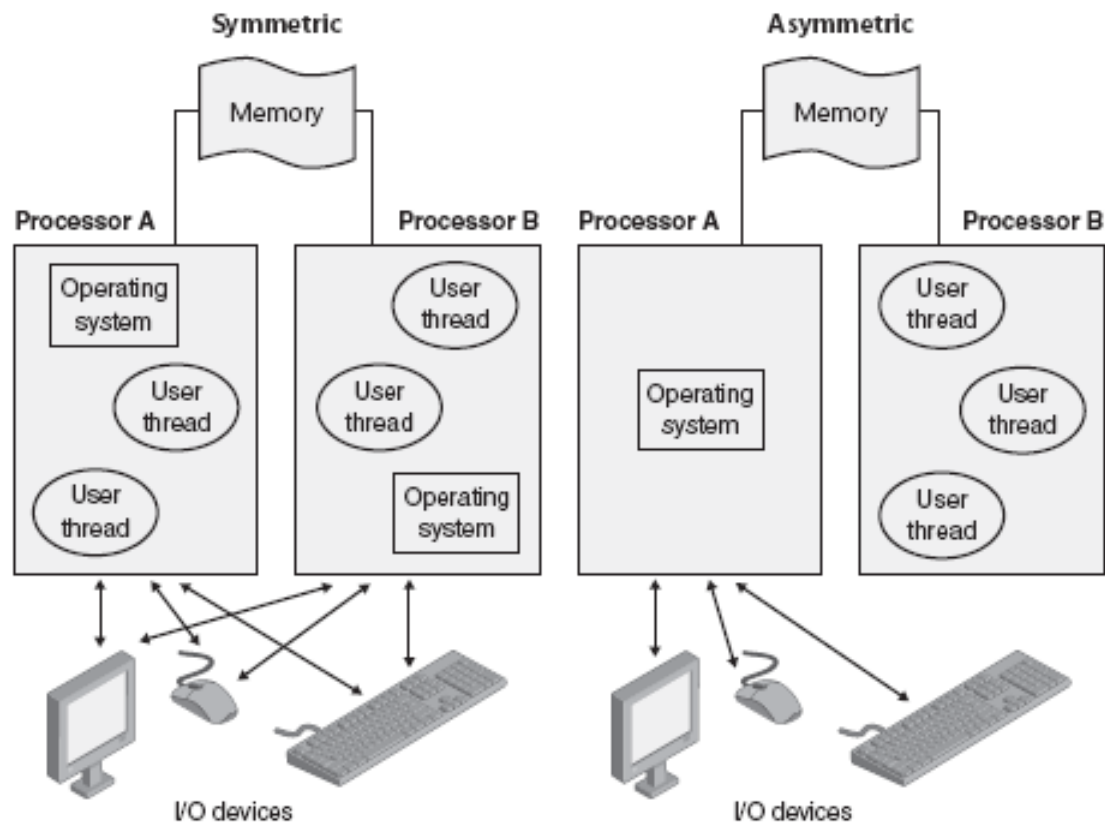 Symmetric
Memory
Processor A
Processor B
Operating
system
User
thread
User
thread
User
thread
User
thread
Operating
system
I/O devices
Asymmetric
Memory
Processor A
Processor B
Operating
system
User
thread
User
thread
User
thread
I/O devices